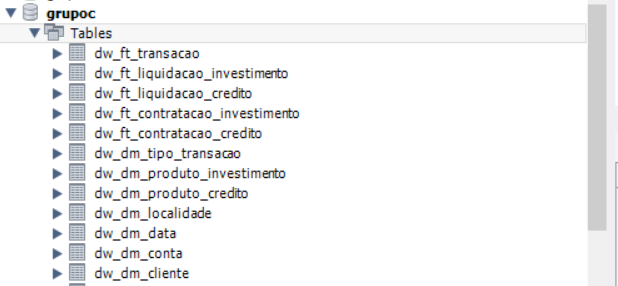 grupoc
Tables
dw_ft_transacao
dw_ft_liquidacao_investimento
dw_ft_liquidacao_credito
dw_ft_contratacao_investimento
dw_ft_contratacao_credito
dw_dm_tipo_transacao
dw_dm_produto_investimento
dw_dm_produto_credito
dw_dm_localidade
dw_dm_data
dw_dm_conta
dw_dm_cliente